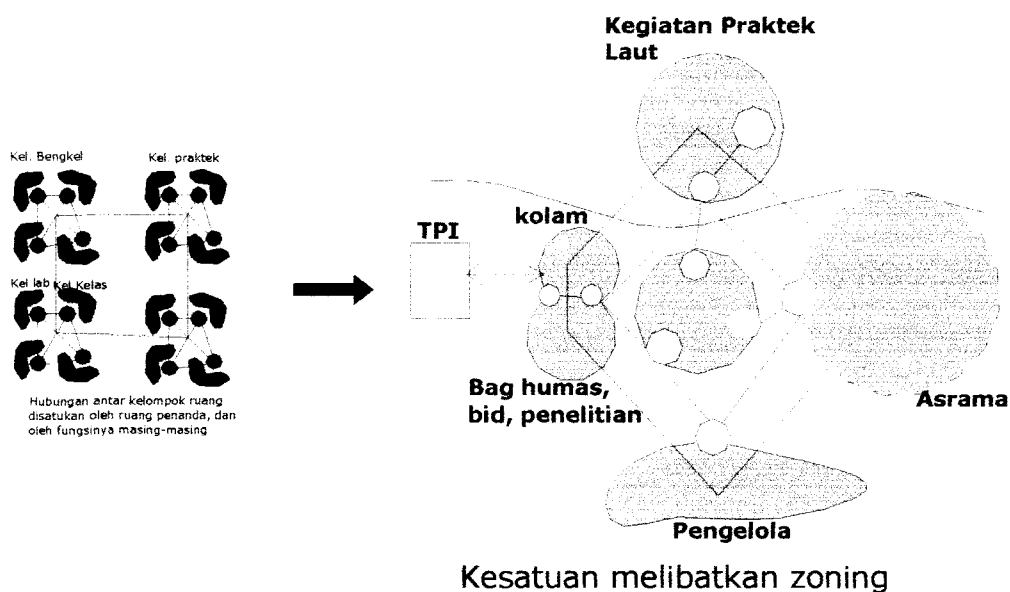 Kel. Bengkel
Kel. praktek
Kel lab
Kel Kelas
Hubungan antar kelompok ruang
disatukan oleh ruang penanda, dan
oleh fungsinya masing-masing
Kegiatan Praktek
Laut
kolam
TPI
Bag humas,
bid, penelitian
Asrama
Pengelola
Kesatuan melibatkan zoning